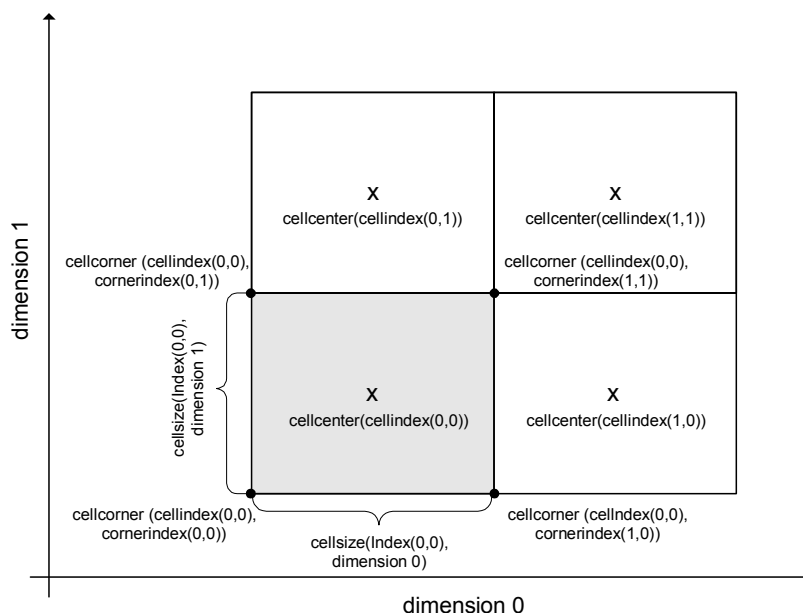 x
cellcenter(cellindex(0,1))
x
cellcenter(cellindex(1,1))
cellcorner (cellindex(0,0),
cornerindex(0,1))
cellcorner (cellindex(0,0),
cornerindex(1,1))
dimension 1
cellsize(Index(0,0),
dimension 1)
x
cellcenter(cellindex(0,0))
x
cellcenter(cellindex(1,0))
cellcorner (cellindex(0,0),
cornerindex(0,0))
cellsize(Index(0,0),
dimension 0)
cellcorner (cellndex(0,0),
cornerindex(1,0))
dimension 0